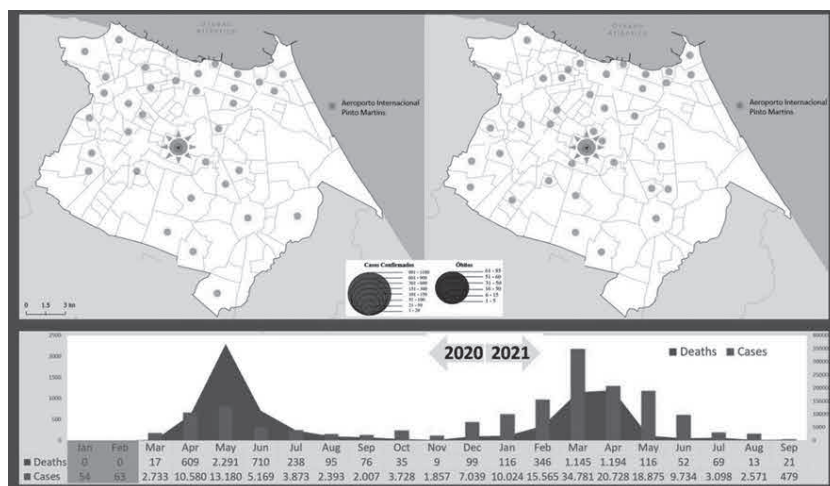 Oceano
Atlântico
Oceano
Atlântico
Aeroporto Internacional
Pinto Martins
Aeroporto Internacional
Pinto Martins
0 1.5 3 km
Casos Confirmados
Óbitos
2020 2021
Deaths Cases
2500
2000
1500
1000
500
0
Jan Feb Mar Apr May Jun Jul Aug Sep Oct Nov Dec Jan Feb Mar Apr May Jun Jul Aug Sep
Deaths 0 0 17 609 2.291 710 238 95 76 35 9 99 116 346 1.145 1.194 116 52 69 13 21
Cases 54 63 2.733 10.580 13.180 5.169 3.873 2.393 2.007 3.728 1.857 7.039 10.024 15.565 34.781 20.728 18.875 9.734 3.098 2.571 479